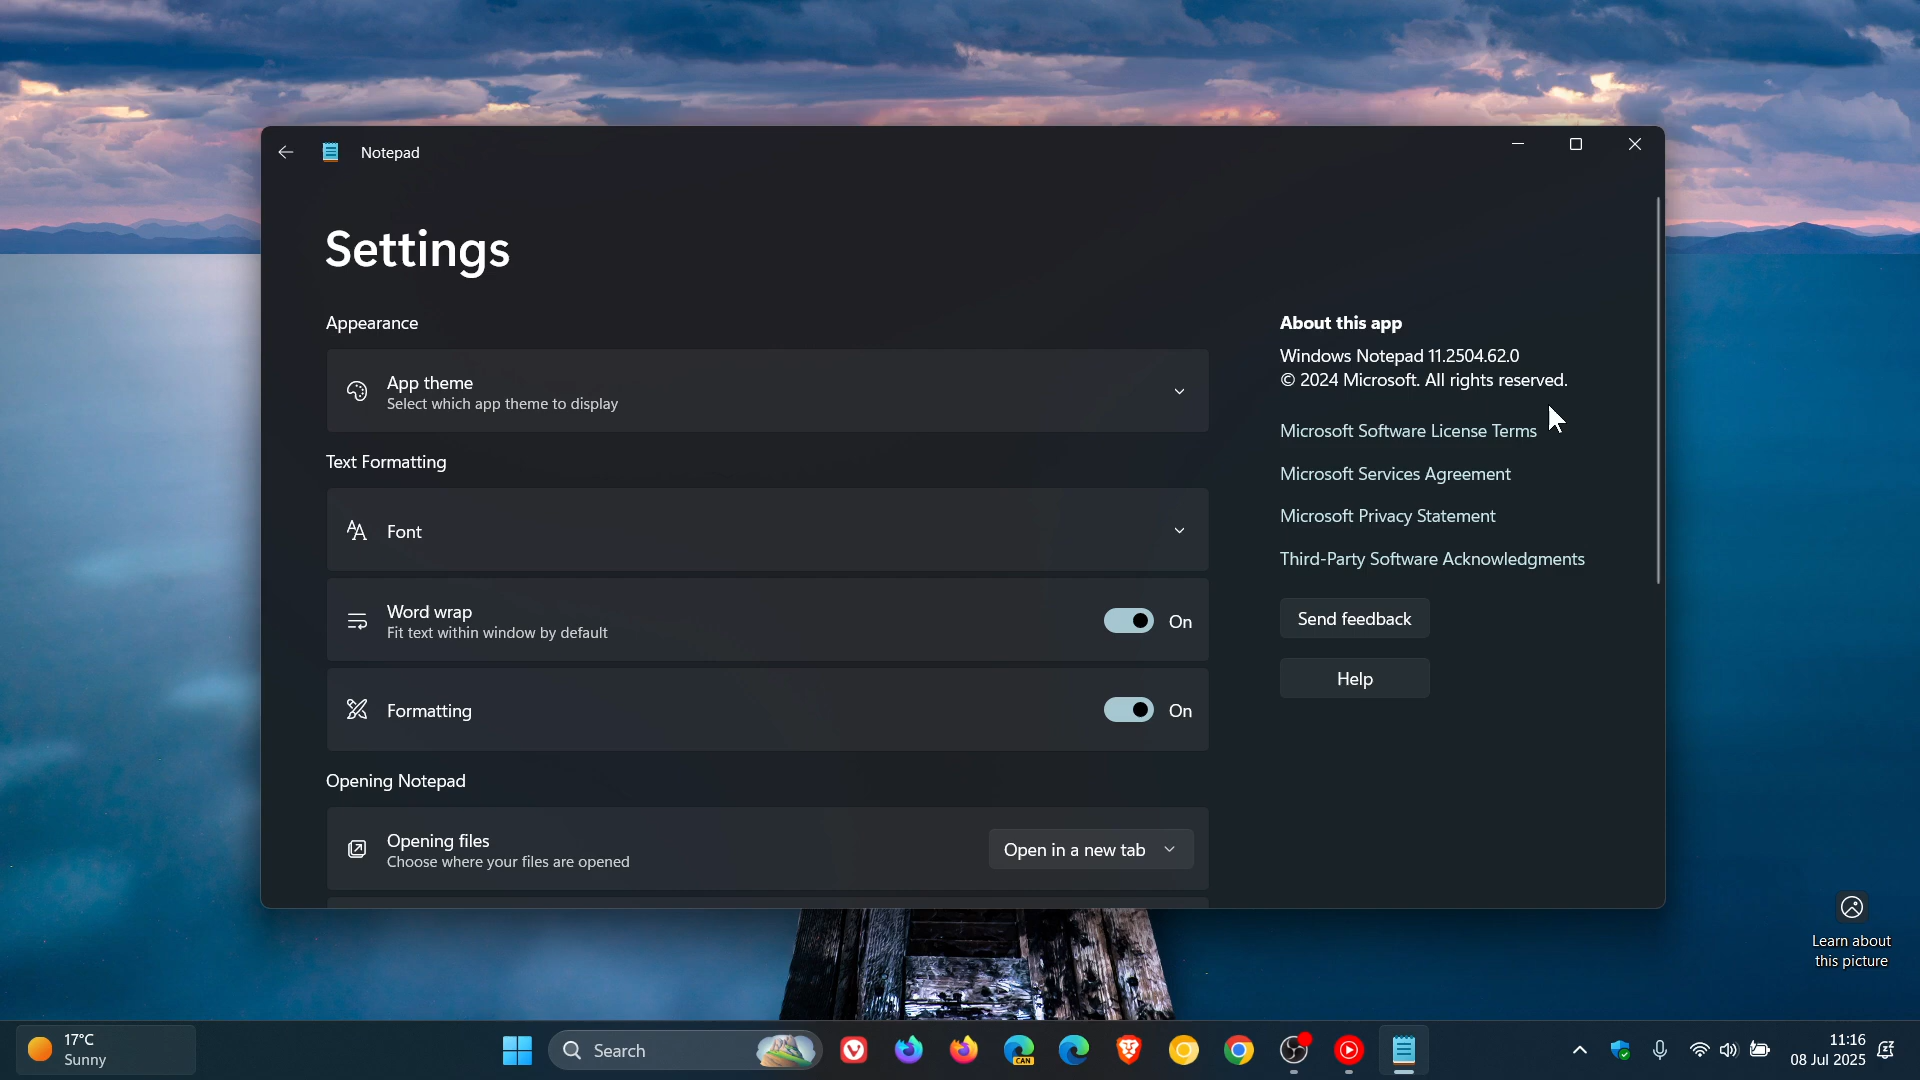 Notepad
Settings
Appearance
App theme
Select which app theme to display
Text Formatting
Font
Word wrap
Fit text within window by default
On
Formatting
On
Opening Notepad
Opening files
Choose where your files are opened
Open in a new tab
About this app
Windows Notepad 11.2504.62.0
© 2024 Microsoft. All rights reserved.
Microsoft Software License Terms
Microsoft Services Agreement
Microsoft Privacy Statement
Third-Party Software Acknowledgments
Send feedback
Help
Learn about
this picture
17°C
Sunny
Search
CAN
11:16
08 Jul 2025